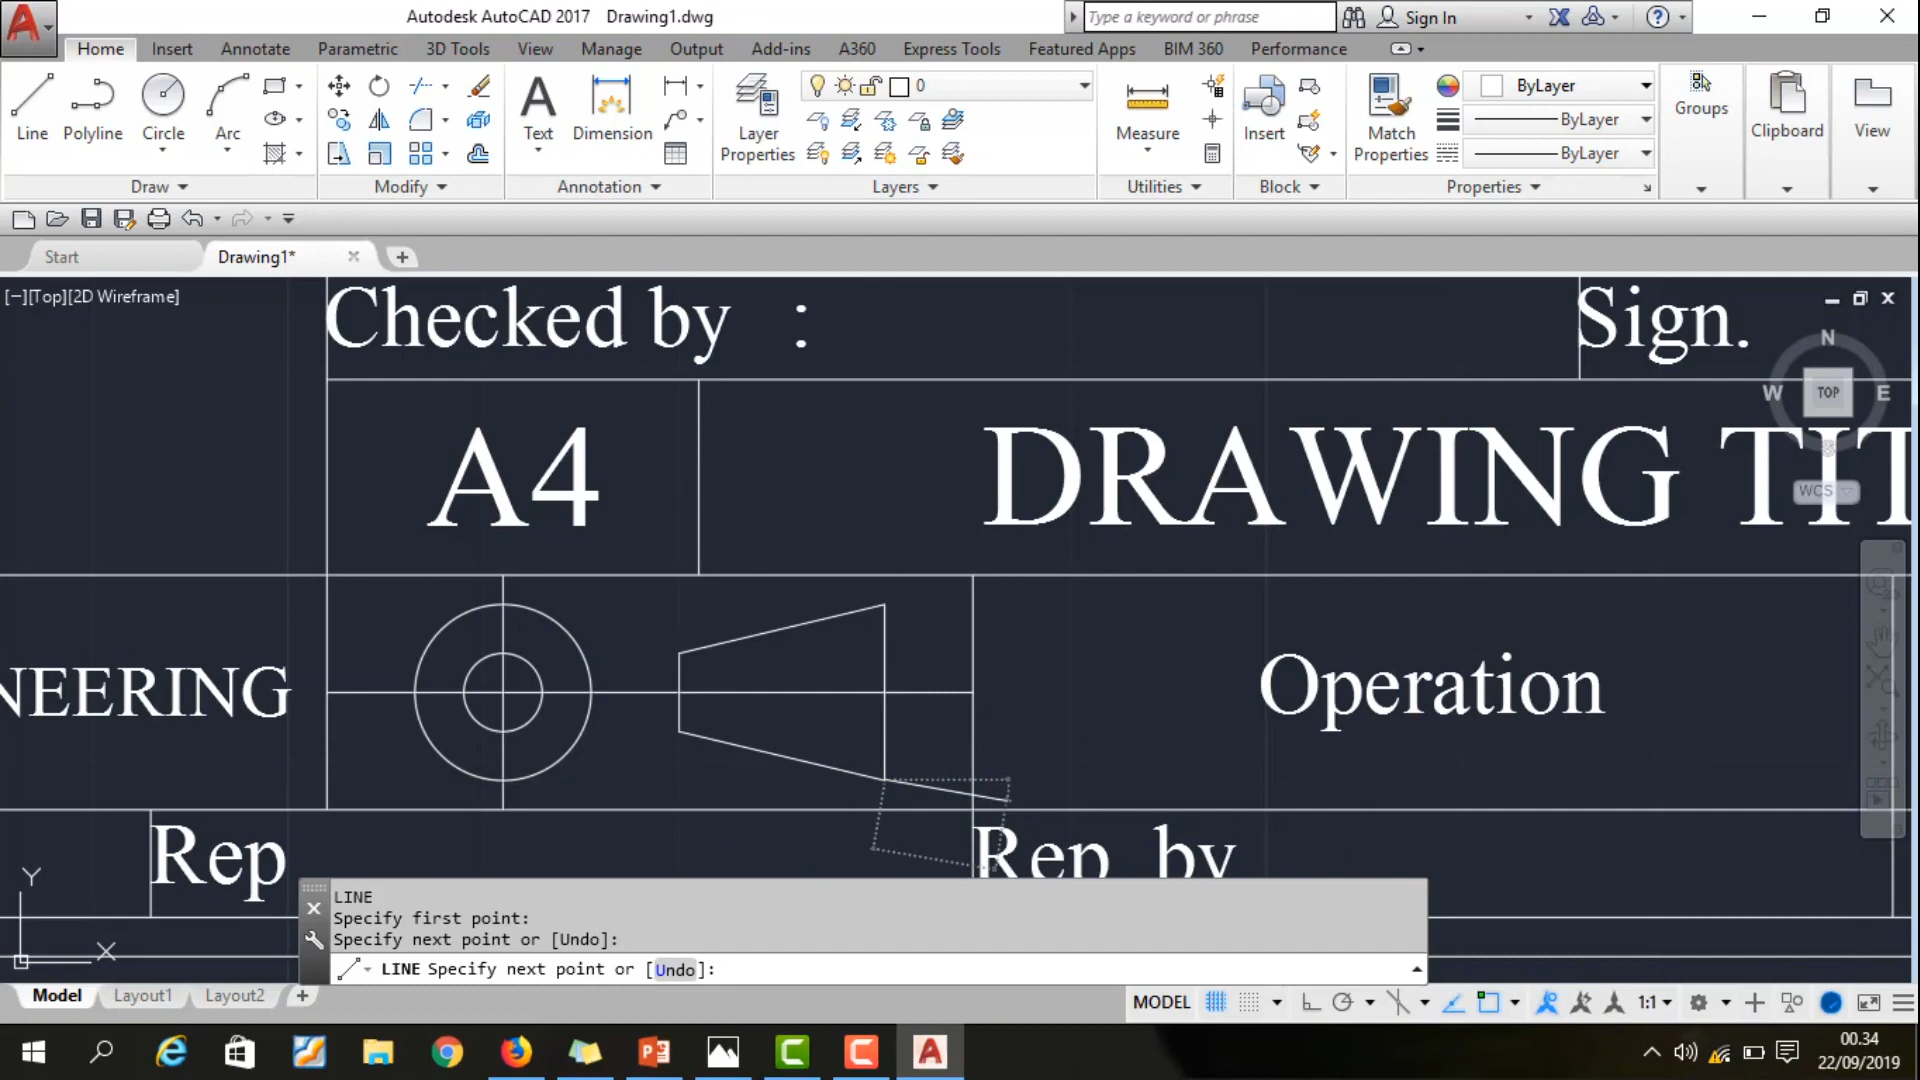 Autodesk AutoCAD 2017 Drawing1.dwg
Type a keyword or phrase
Sign In
Home Insert Annotate Parametric 3D Tools View Manage Output Add-ins A360 Express Tools Featured Apps BIM 360 Performance
0
ByLayer
ByLayer
ByLayer
Line Polyline Circle Arc
Text Dimension
Layer Properties
Measure
Insert
Match Properties
Groups
Clipboard
View
Draw Modify Annotation Layers Utilities Block Properties
Start Drawing1*
[−][Top][2D Wireframe]
Checked by :
Sign.
N
W TOP E
A4
DRAWING TIT
WCS
NEERING
Operation
Rep
Rep by
Y
X
LINE
Specify first point:
Specify next point or [Undo]:
LINE Specify next point or [Undo]:
Model Layout1 Layout2
MODEL
1:1
00.34
22/09/2019